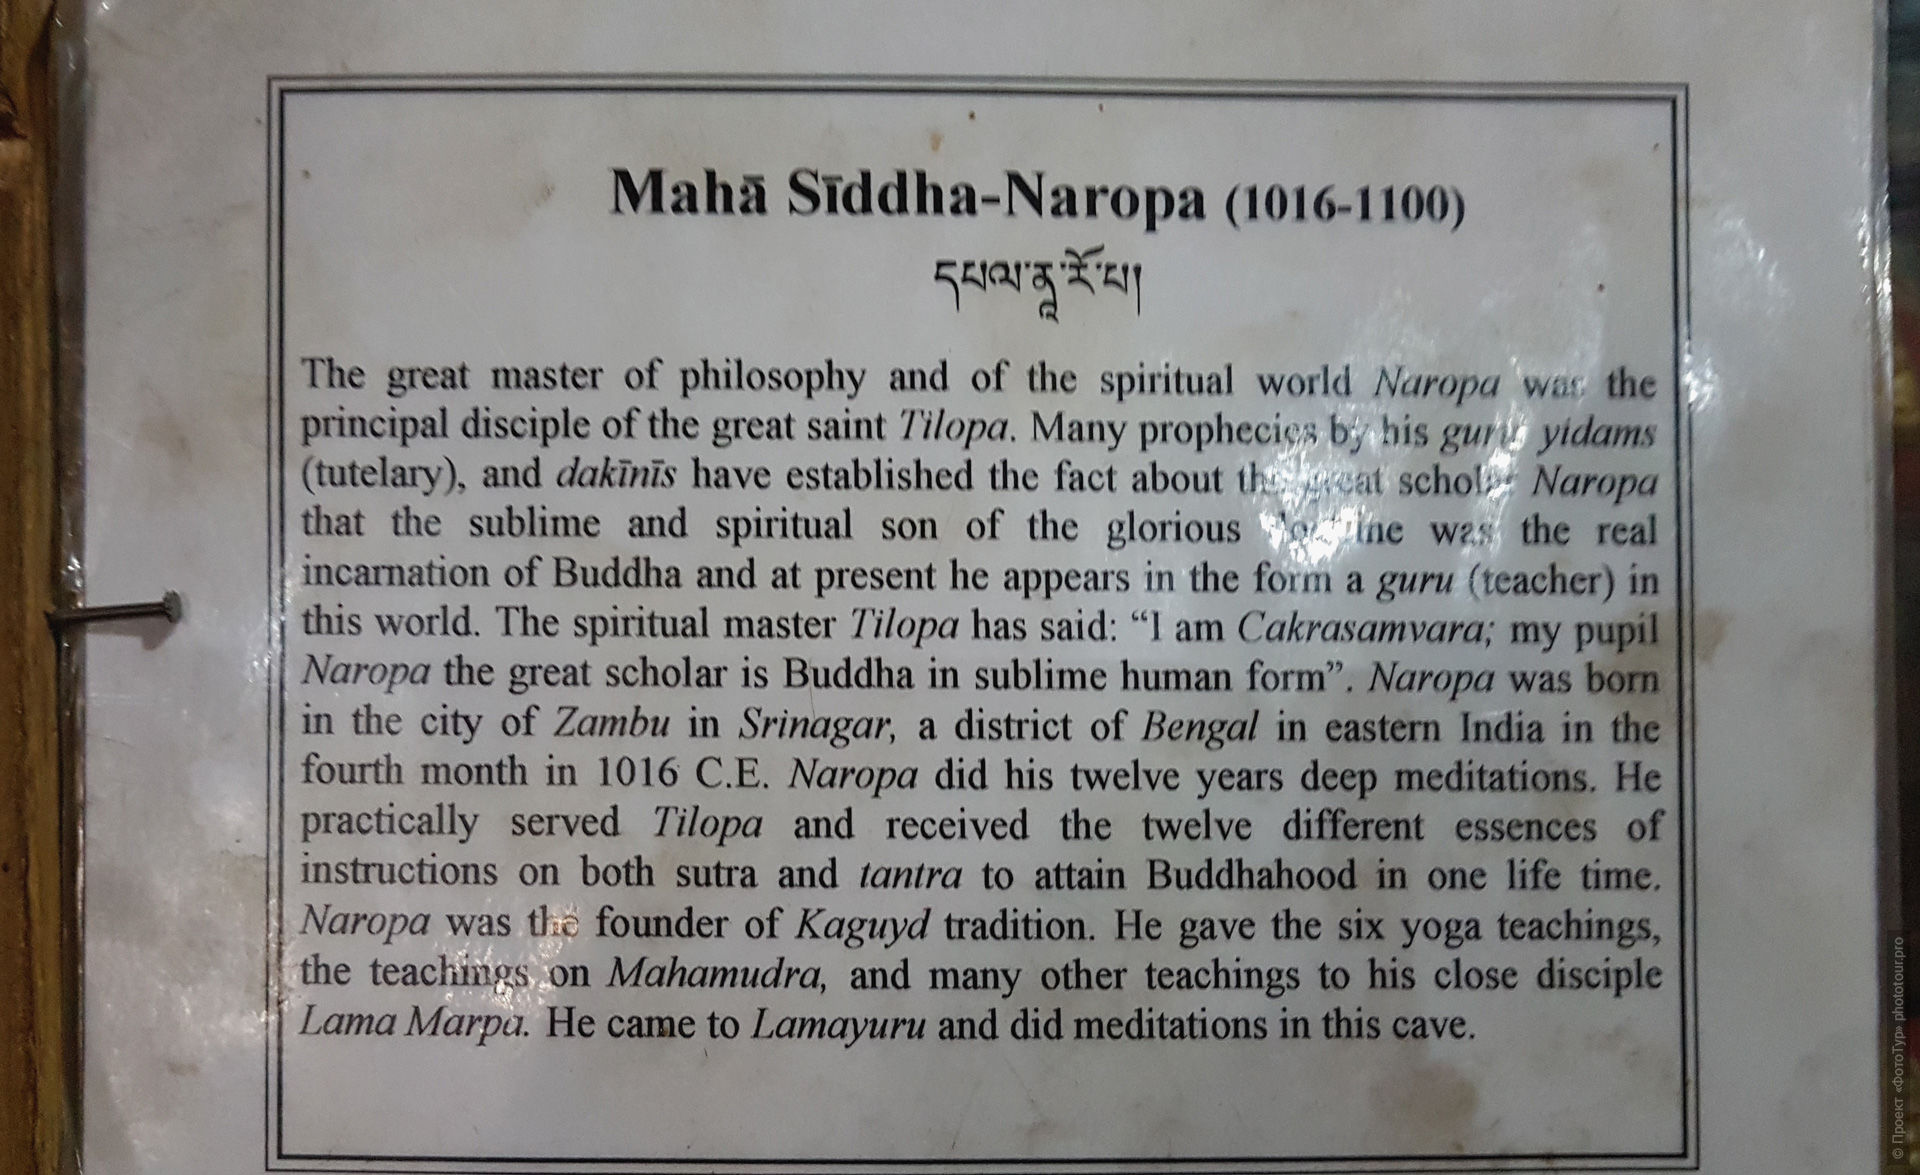 Mahā Sīddha-Naropa (1016-1100)
དཔལ་ནཱ་རོ་པ།
The great master of philosophy and of the spiritual world Naropa was the
principal disciple of the great saint Tilopa. Many prophecies by his guru, yidams
(tutelary), and dakīnīs have established the fact about the great scholar Naropa
that the sublime and spiritual son of the glorious doctrine was the real
incarnation of Buddha and at present he appears in the form a guru (teacher) in
this world. The spiritual master Tilopa has said: “I am Cakrasamvara; my pupil
Naropa the great scholar is Buddha in sublime human form”. Naropa was born
in the city of Zambu in Srinagar, a district of Bengal in eastern India in the
fourth month in 1016 C.E. Naropa did his twelve years deep meditations. He
practically served Tilopa and received the twelve different essences of
instructions on both sutra and tantra to attain Buddhahood in one life time.
Naropa was the founder of Kaguyd tradition. He gave the six yoga teachings,
the teachings on Mahamudra, and many other teachings to his close disciple
Lama Marpa. He came to Lamayuru and did meditations in this cave.
© Проект «ФотоТур» phototour.pro